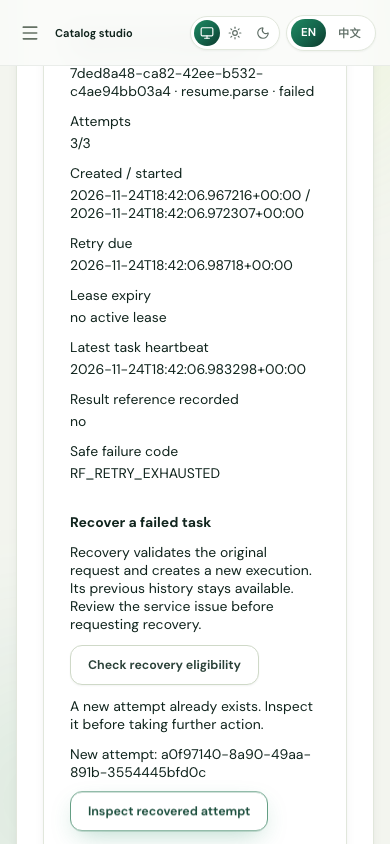 Catalog studio
EN
中文
7ded8a48-ca82-42ee-b532-
c4ae94bb03a4 · resume.parse · failed
Attempts
3/3
Created / started
2026-11-24T18:42:06.967216+00:00 /
2026-11-24T18:42:06.972307+00:00
Retry due
2026-11-24T18:42:06.98718+00:00
Lease expiry
no active lease
Latest task heartbeat
2026-11-24T18:42:06.983298+00:00
Result reference recorded
no
Safe failure code
RF_RETRY_EXHAUSTED
Recover a failed task
Recovery validates the original
request and creates a new execution.
Its previous history stays available.
Review the service issue before
requesting recovery.
Check recovery eligibility
A new attempt already exists. Inspect
it before taking further action.
New attempt: a0f97140-8a90-49aa-
891b-3554445bfd0c
Inspect recovered attempt